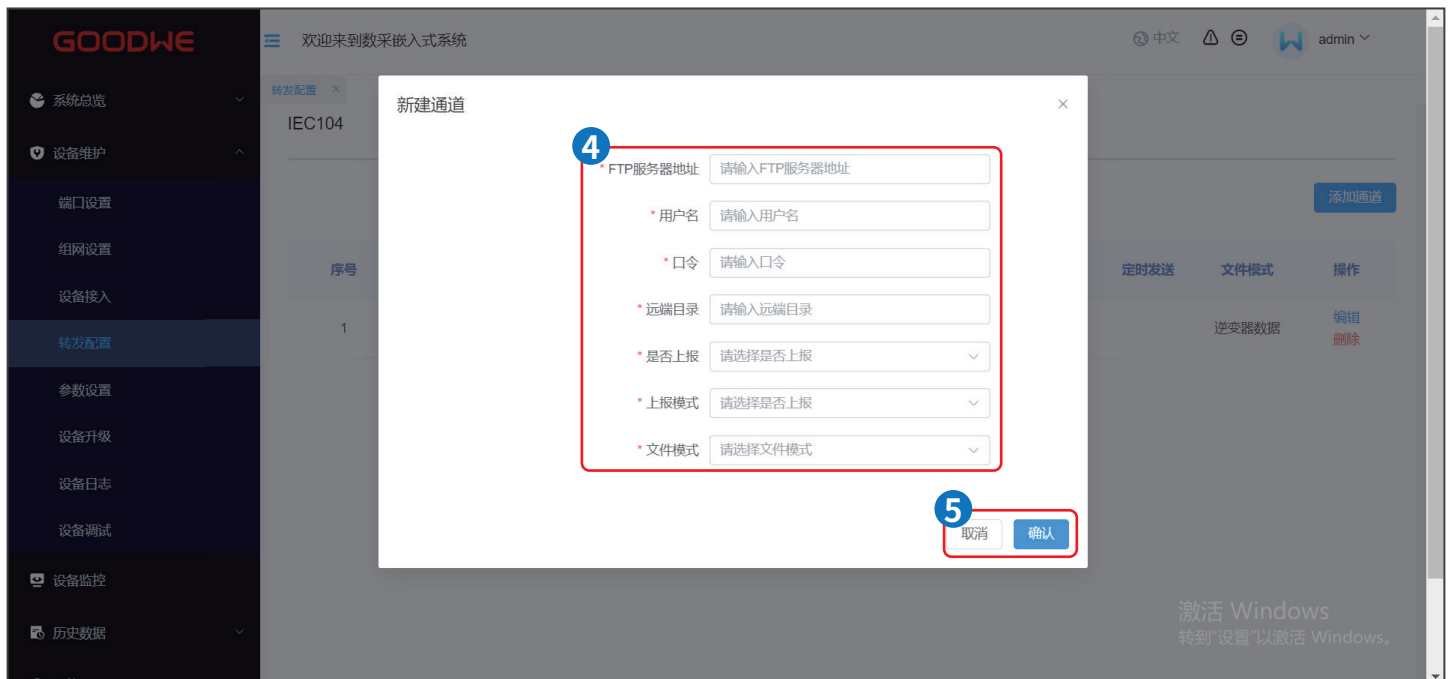 GOODWE
欢迎来到数采嵌入式系统
中文
admin
系统总览
设备维护
端口设置
组网设置
设备接入
转发配置
参数设置
设备升级
设备日志
设备调试
设备监控
历史数据
转发配置 ×
IEC104
添加通道
序号
定时发送 文件模式 操作
1
逆变器数据
编辑
删除
新建通道 ×
4
* FTP服务器地址 请输入FTP服务器地址
* 用户名 请输入用户名
* 口令 请输入口令
* 远端目录 请输入远端目录
* 是否上报 请选择是否上报
* 上报模式 请选择是否上报
* 文件模式 请选择文件模式
5
取消 确认
激活 Windows
转到"设置"以激活 Windows。